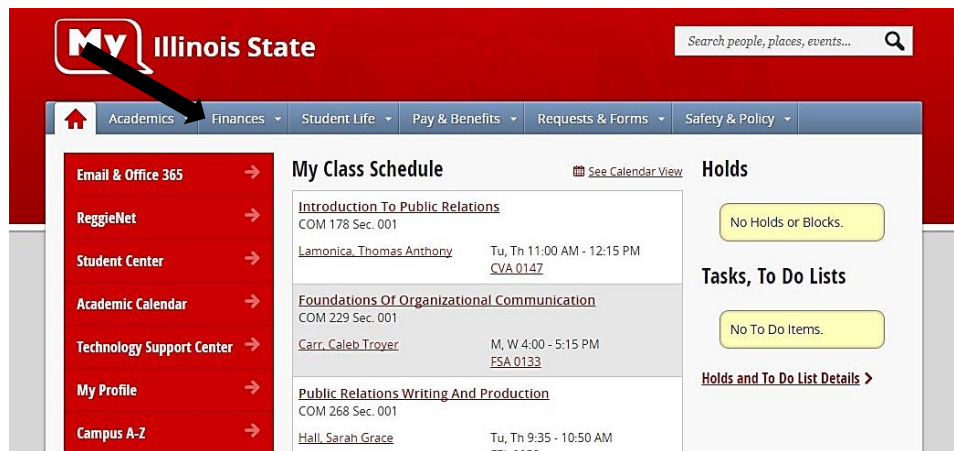 My Illinois State
Search people, places, events...
Academics Finances Student Life Pay & Benefits Requests & Forms Safety & Policy
Email & Office 365
ReggieNet
Student Center
Academic Calendar
Technology Support Center
My Profile
Campus A-Z
My Class Schedule
See Calendar View
Introduction To Public Relations
COM 178 Sec. 001
Lamonica, Thomas Anthony Tu, Th 11:00 AM - 12:15 PM
CVA 0147
Foundations Of Organizational Communication
COM 229 Sec. 001
Carr, Caleb Troyer M, W 4:00 - 5:15 PM
FSA 0133
Public Relations Writing And Production
COM 268 Sec. 001
Hall, Sarah Grace Tu, Th 9:35 - 10:50 AM
Holds
No Holds or Blocks.
Tasks, To Do Lists
No To Do Items.
Holds and To Do List Details